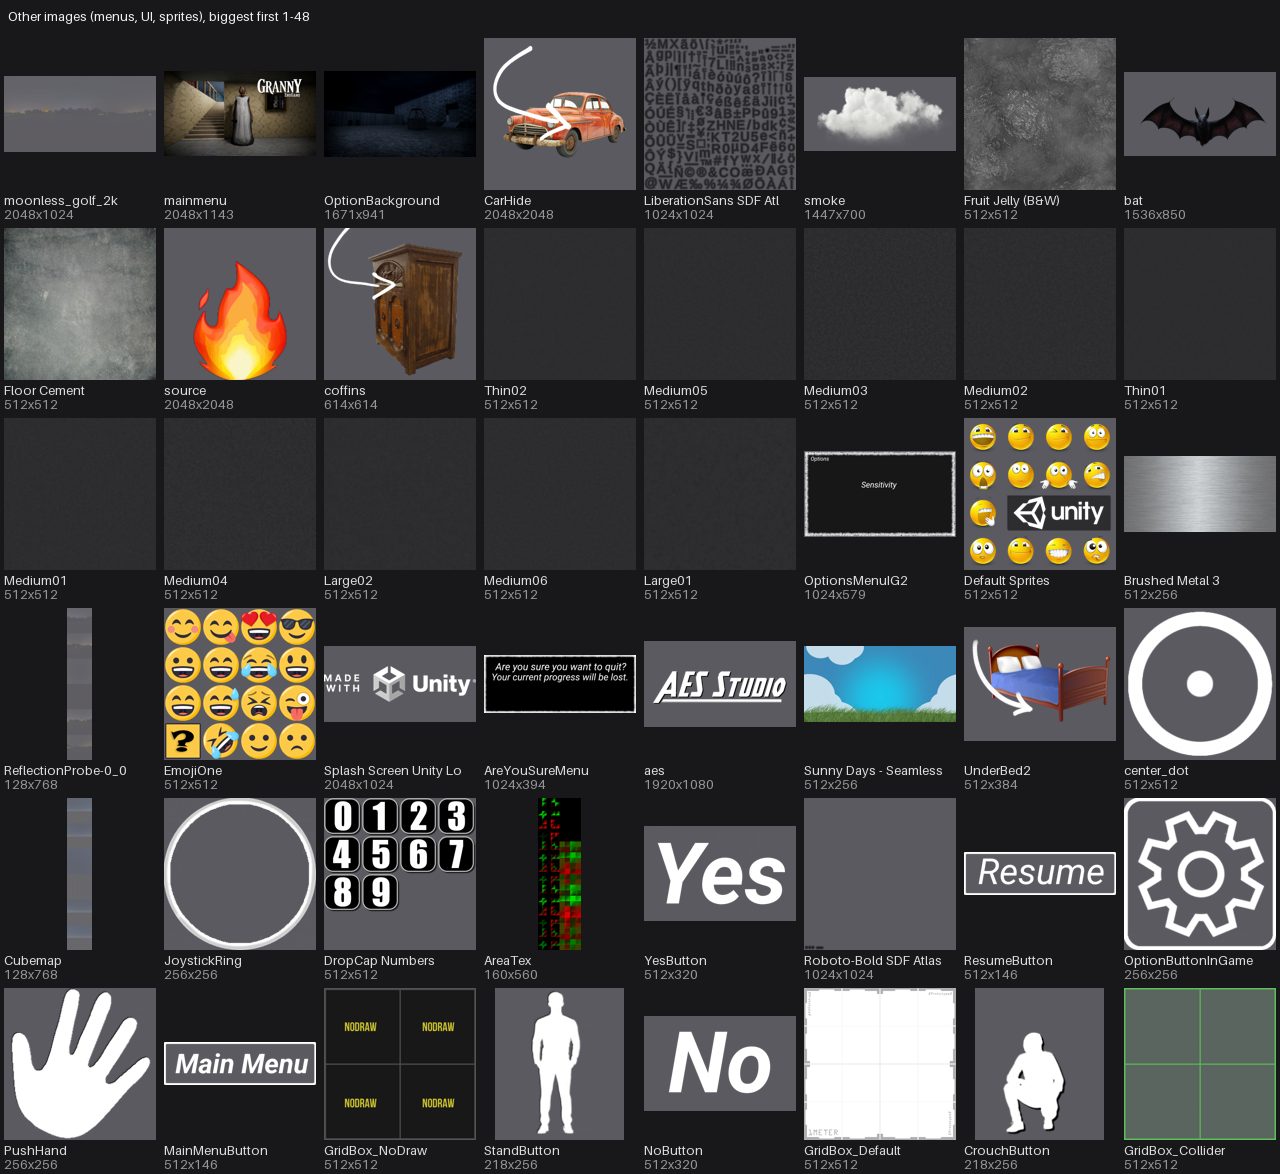 Other images (menus, UI, sprites), biggest first 1-48
GRANNY
moonless_golf_2k
2048x1024
mainmenu
2048x1143
OptionBackground
1671x941
CarHide
2048x2048
LiberationSans SDF Atl
1024x1024
smoke
1447x700
Fruit Jelly (B&W)
512x512
bat
1536x850
Floor Cement
512x512
source
2048x2048
coffins
614x614
Thin02
512x512
Medium05
512x512
Medium03
512x512
Medium02
512x512
Thin01
512x512
Options
Sensitivity
unity
Medium01
512x512
Medium04
512x512
Large02
512x512
Medium06
512x512
Large01
512x512
OptionsMenuIG2
1024x579
Default Sprites
512x512
Brushed Metal 3
512x256
?
MADE
WITH
Unity
Are you sure you want to quit?
Your current progress will be lost.
AES STUDIO
ReflectionProbe-0_0
128x768
EmojiOne
512x512
Splash Screen Unity Lo
2048x1024
AreYouSureMenu
1024x394
aes
1920x1080
Sunny Days - Seamless
512x256
UnderBed2
512x384
center_dot
512x512
0 1 2 3
4 5 6 7
8 9
Yes
Resume
Cubemap
128x768
JoystickRing
256x256
DropCap Numbers
512x512
AreaTex
160x560
YesButton
512x320
Roboto-Bold SDF Atlas
1024x1024
ResumeButton
512x146
OptionButtonInGame
256x256
Main Menu
NODRAW NODRAW
NODRAW NODRAW
No
1METER
PushHand
256x256
MainMenuButton
512x146
GridBox_NoDraw
512x512
StandButton
218x256
NoButton
512x320
GridBox_Default
512x512
CrouchButton
218x256
GridBox_Collider
512x512